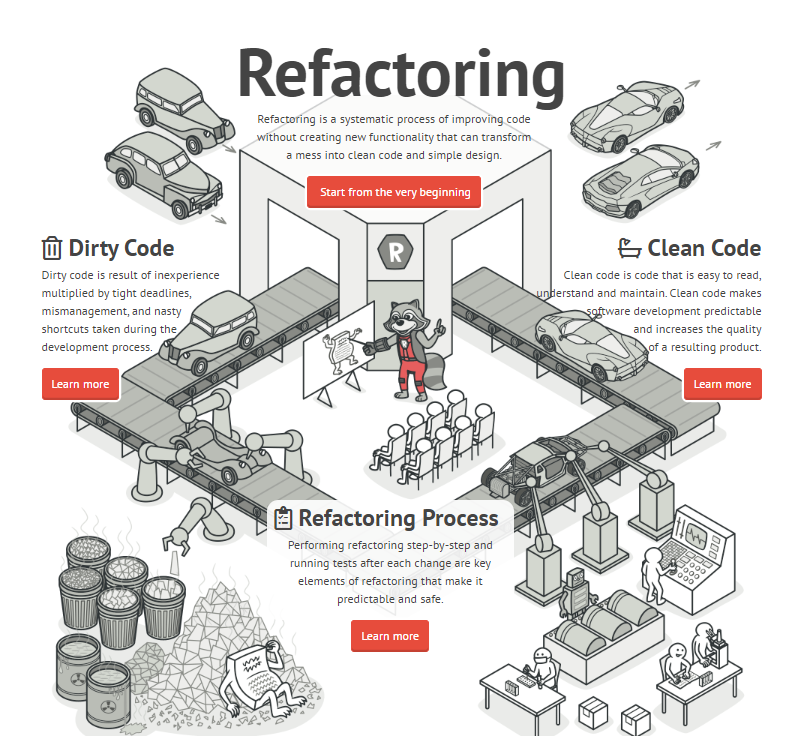 Refactoring
Refactoring is a systematic process of improving code
without creating new functionality that can transform
a mess into clean code and simple design.
Start from the very beginning
R
Dirty Code
Dirty code is result of inexperience
multiplied by tight deadlines,
mismanagement, and nasty
shortcuts taken during the
development process.
Learn more
Clean Code
Clean code is code that is easy to read,
understand and maintain. Clean code makes
software development predictable
and increases the quality
of a resulting product.
Learn more
Refactoring Process
Performing refactoring step-by-step and
running tests after each change are key
elements of refactoring that make it
predictable and safe.
Learn more